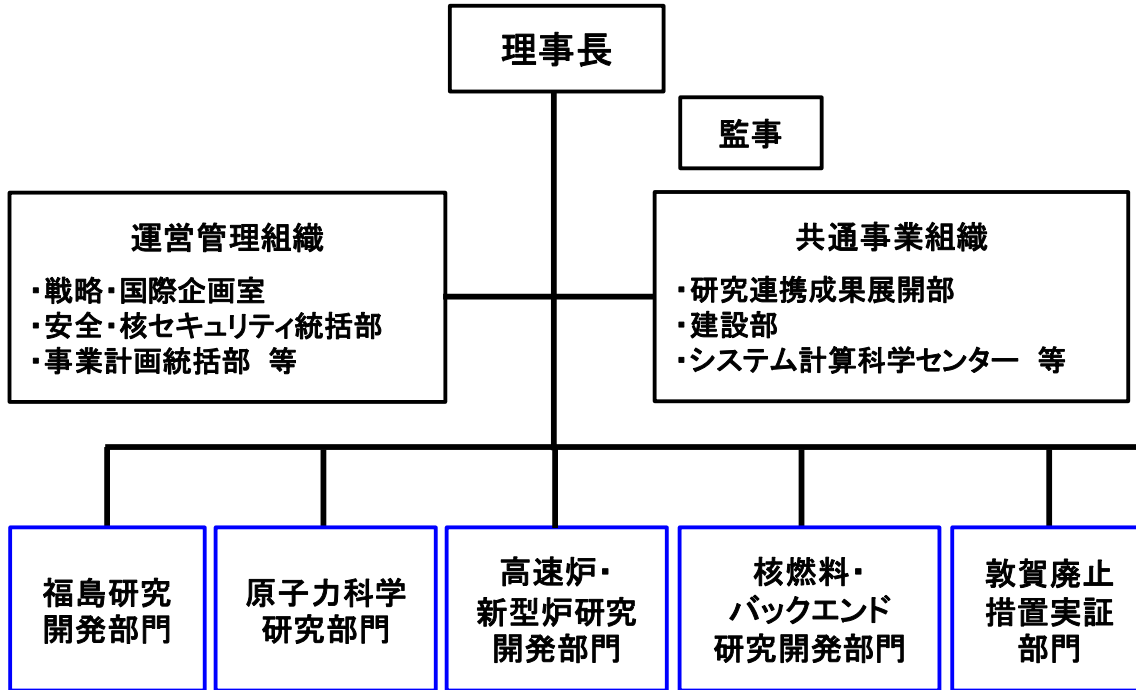 理事長
監事
運営管理組織
・戦略・国際企画室
・安全・核セキュリティ統括部
・事業計画統括部 等
共通事業組織
・研究連携成果展開部
・建設部
・システム計算科学センター 等
福島研究
開発部門
原子力科学
研究部門
高速炉・
新型炉研究
開発部門
核燃料・
バックエンド
研究開発部門
敦賀廃止
措置実証
部門